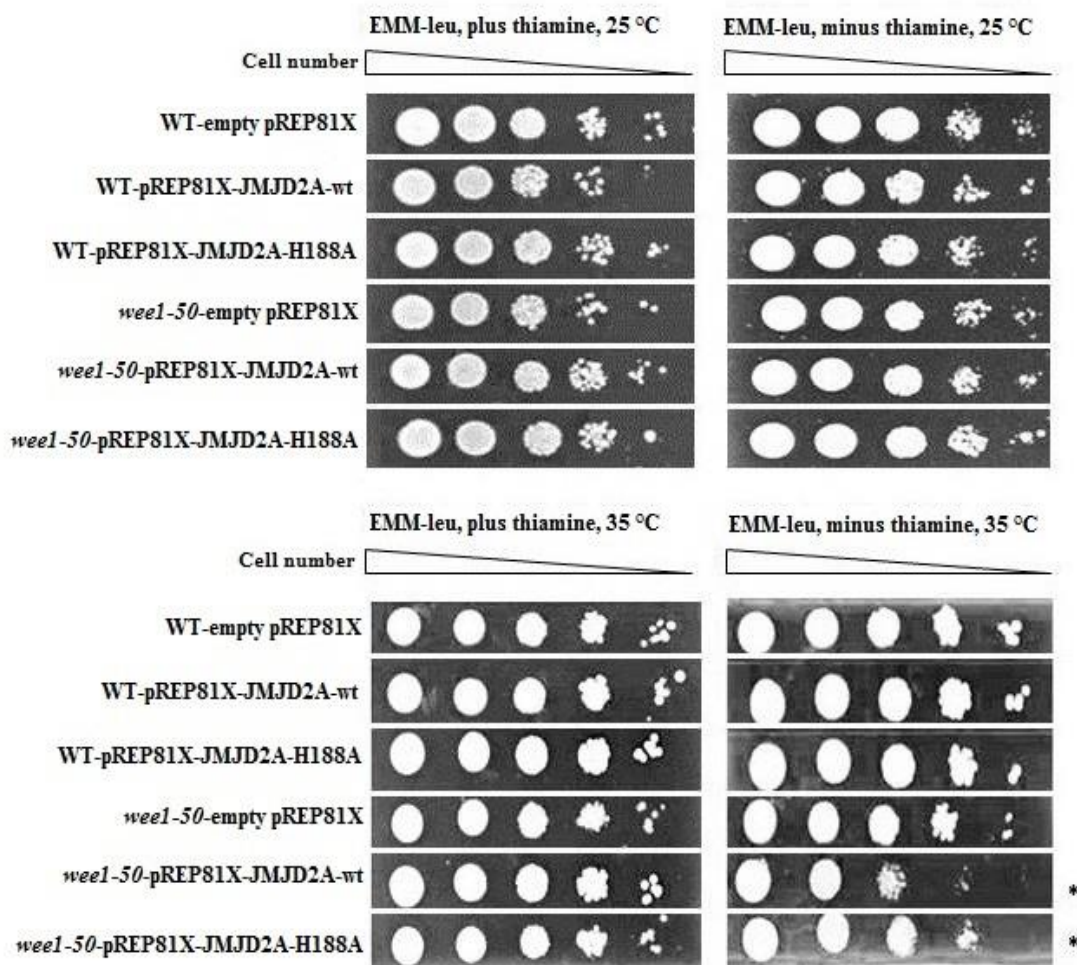 EMM-leu, plus thiamine, 25 °C
EMM-leu, minus thiamine, 25 °C
Cell number
WT-empty pREP81X
WT-pREP81X-JMJD2A-wt
WT-pREP81X-JMJD2A-H188A
wee1-50-empty pREP81X
wee1-50-pREP81X-JMJD2A-wt
wee1-50-pREP81X-JMJD2A-H188A
EMM-leu, plus thiamine, 35 °C
EMM-leu, minus thiamine, 35 °C
Cell number
WT-empty pREP81X
WT-pREP81X-JMJD2A-wt
WT-pREP81X-JMJD2A-H188A
wee1-50-empty pREP81X
wee1-50-pREP81X-JMJD2A-wt
*
wee1-50-pREP81X-JMJD2A-H188A
*